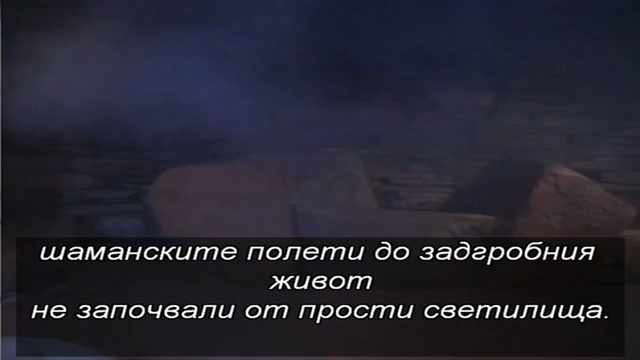 шаманските полети до задгробния
живот
не започвали от прости светилища.